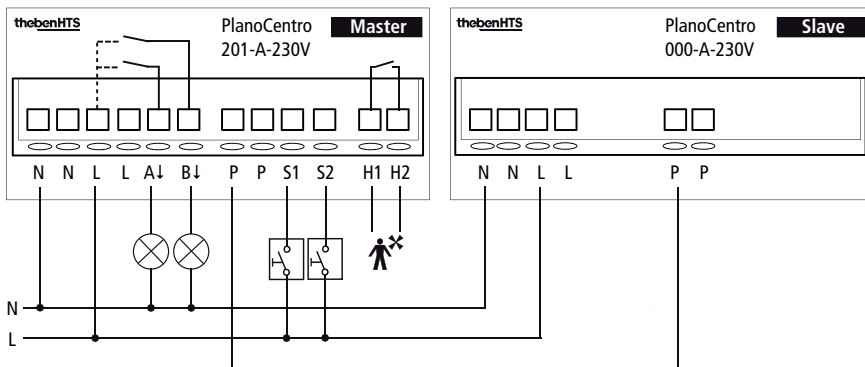 thebenHTS
PlanoCentro Master
201-A-230V
N N L L A↓ B↓ P P S1 S2 H1 H2
thebenHTS
PlanoCentro Slave
000-A-230V
N N L L P P
N
L